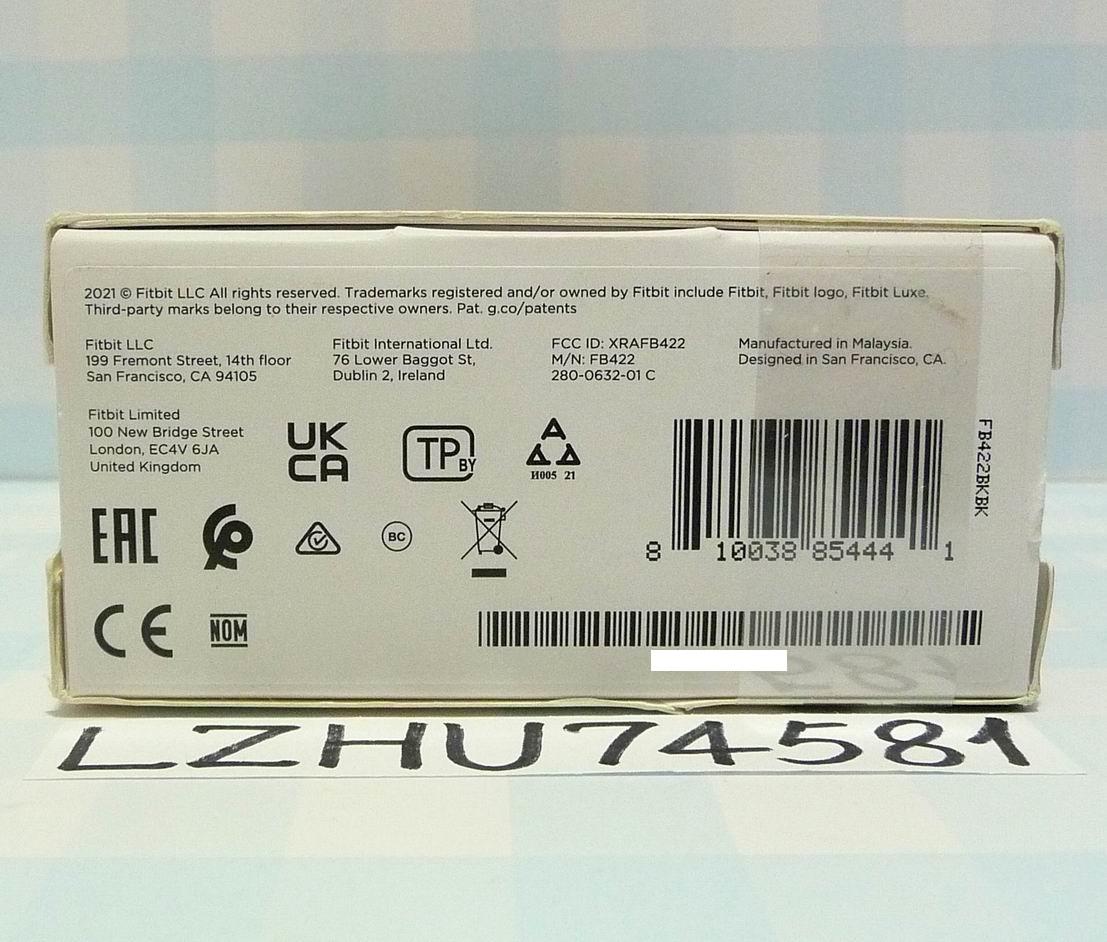 2021 © Fitbit LLC All rights reserved. Trademarks registered and/or owned by Fitbit include Fitbit, Fitbit logo, Fitbit Luxe.
Third-party marks belong to their respective owners. Pat. g.co/patents
Fitbit LLC
199 Fremont Street, 14th floor
San Francisco, CA 94105
Fitbit International Ltd.
76 Lower Baggot St,
Dublin 2, Ireland
FCC ID: XRAFB422
M/N: FB422
280-0632-01 C
Manufactured in Malaysia.
Designed in San Francisco, CA.
Fitbit Limited
100 New Bridge Street
London, EC4V 6JA
United Kingdom
UK
CA
TP BY
A
И005 21
FB422BKBK
EAC
BC
8 10038 85444 1
CE
NOM
LZHU74581